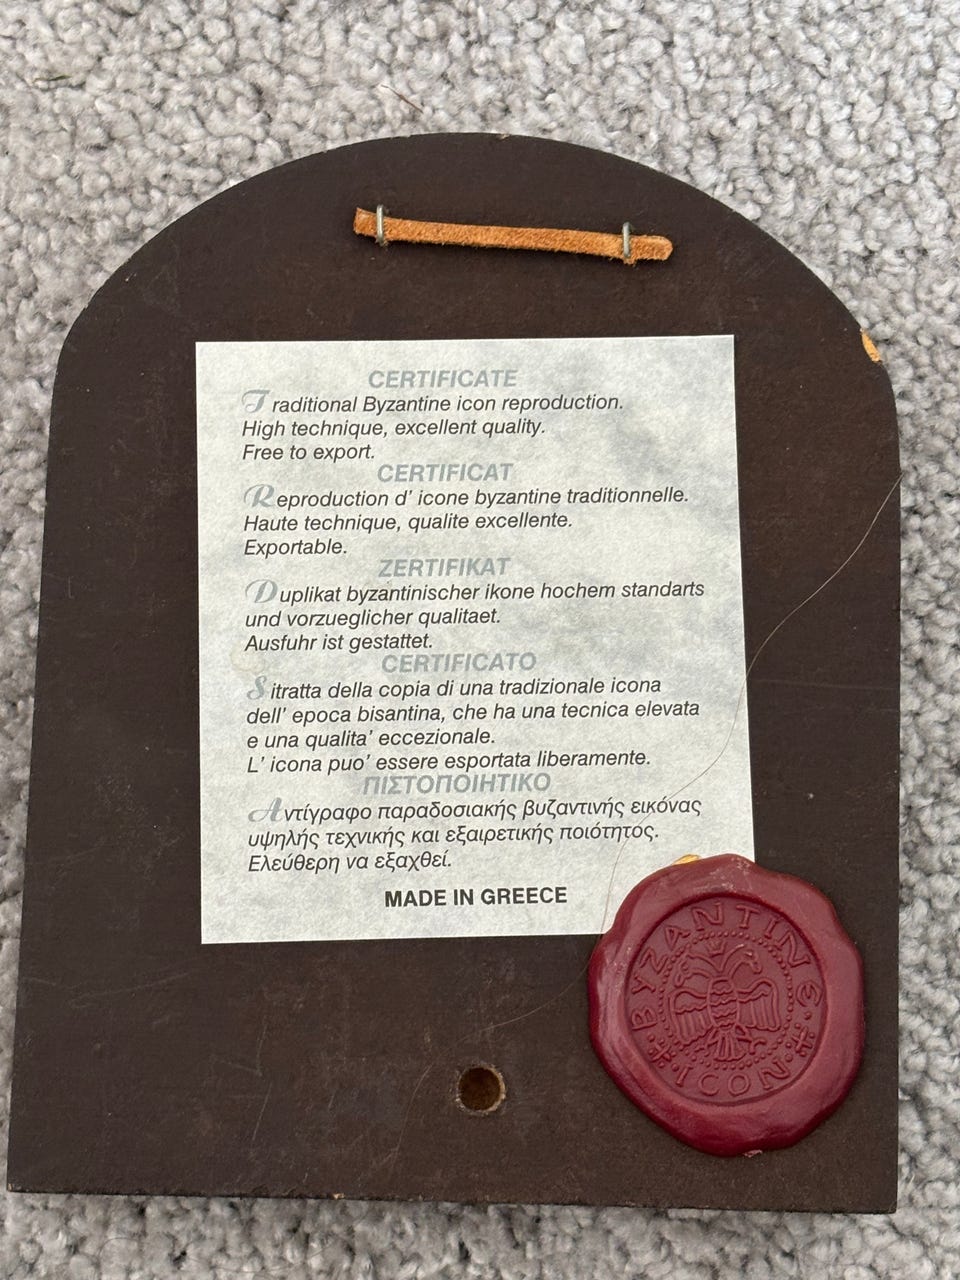 CERTIFICATE
Traditional Byzantine icon reproduction.
High technique, excellent quality.
Free to export.
CERTIFICAT
Reproduction d' icone byzantine traditionnelle.
Haute technique, qualite excellente.
Exportable.
ZERTIFIKAT
Duplikat byzantinischer ikone hochem standarts
und vorzueglicher qualitaet.
Ausfuhr ist gestattet.
CERTIFICATO
Sitratta della copia di una tradizionale icona
dell' epoca bisantina, che ha una tecnica elevata
e una qualita' eccezionale.
L' icona puo' essere esportata liberamente.
ΠΙΣΤΟΠΟΙΗΤΙΚΟ
Αντίγραφο παραδοσιακής βυζαντινής εικόνας
υψηλής τεχνικής και εξαιρετικής ποιότητος.
Ελεύθερη να εξαχθεί.
MADE IN GREECE
BYZANTINE
ICON